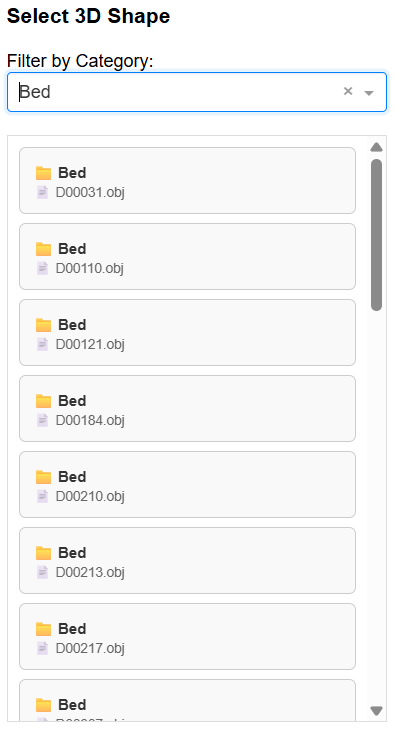 Select 3D Shape
Filter by Category:
Bed
Bed
D00031.obj
Bed
D00110.obj
Bed
D00121.obj
Bed
D00184.obj
Bed
D00210.obj
Bed
D00213.obj
Bed
D00217.obj
Bed